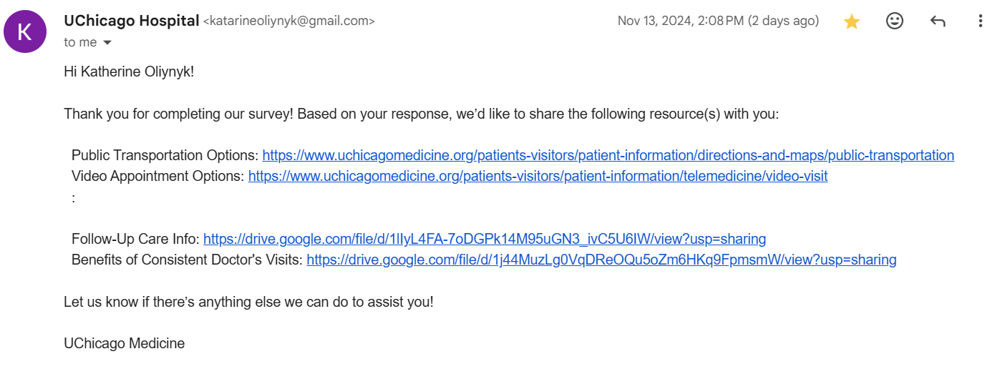 K
UChicago Hospital <katarineoliynyk@gmail.com>
Nov 13, 2024, 2:08 PM (2 days ago)
to me
Hi Katherine Oliynyk!
Thank you for completing our survey! Based on your response, we’d like to share the following resource(s) with you:
Public Transportation Options: https://www.uchicagomedicine.org/patients-visitors/patient-information/directions-and-maps/public-transportation
Video Appointment Options: https://www.uchicagomedicine.org/patients-visitors/patient-information/telemedicine/video-visit
:
Follow-Up Care Info: https://drive.google.com/file/d/1lIyL4FA-7oDGPk14M95uGN3_ivC5U6IW/view?usp=sharing
Benefits of Consistent Doctor's Visits: https://drive.google.com/file/d/1j44MuzLg0VqDReOQu5oZm6HKq9FpmsmW/view?usp=sharing
Let us know if there’s anything else we can do to assist you!
UChicago Medicine